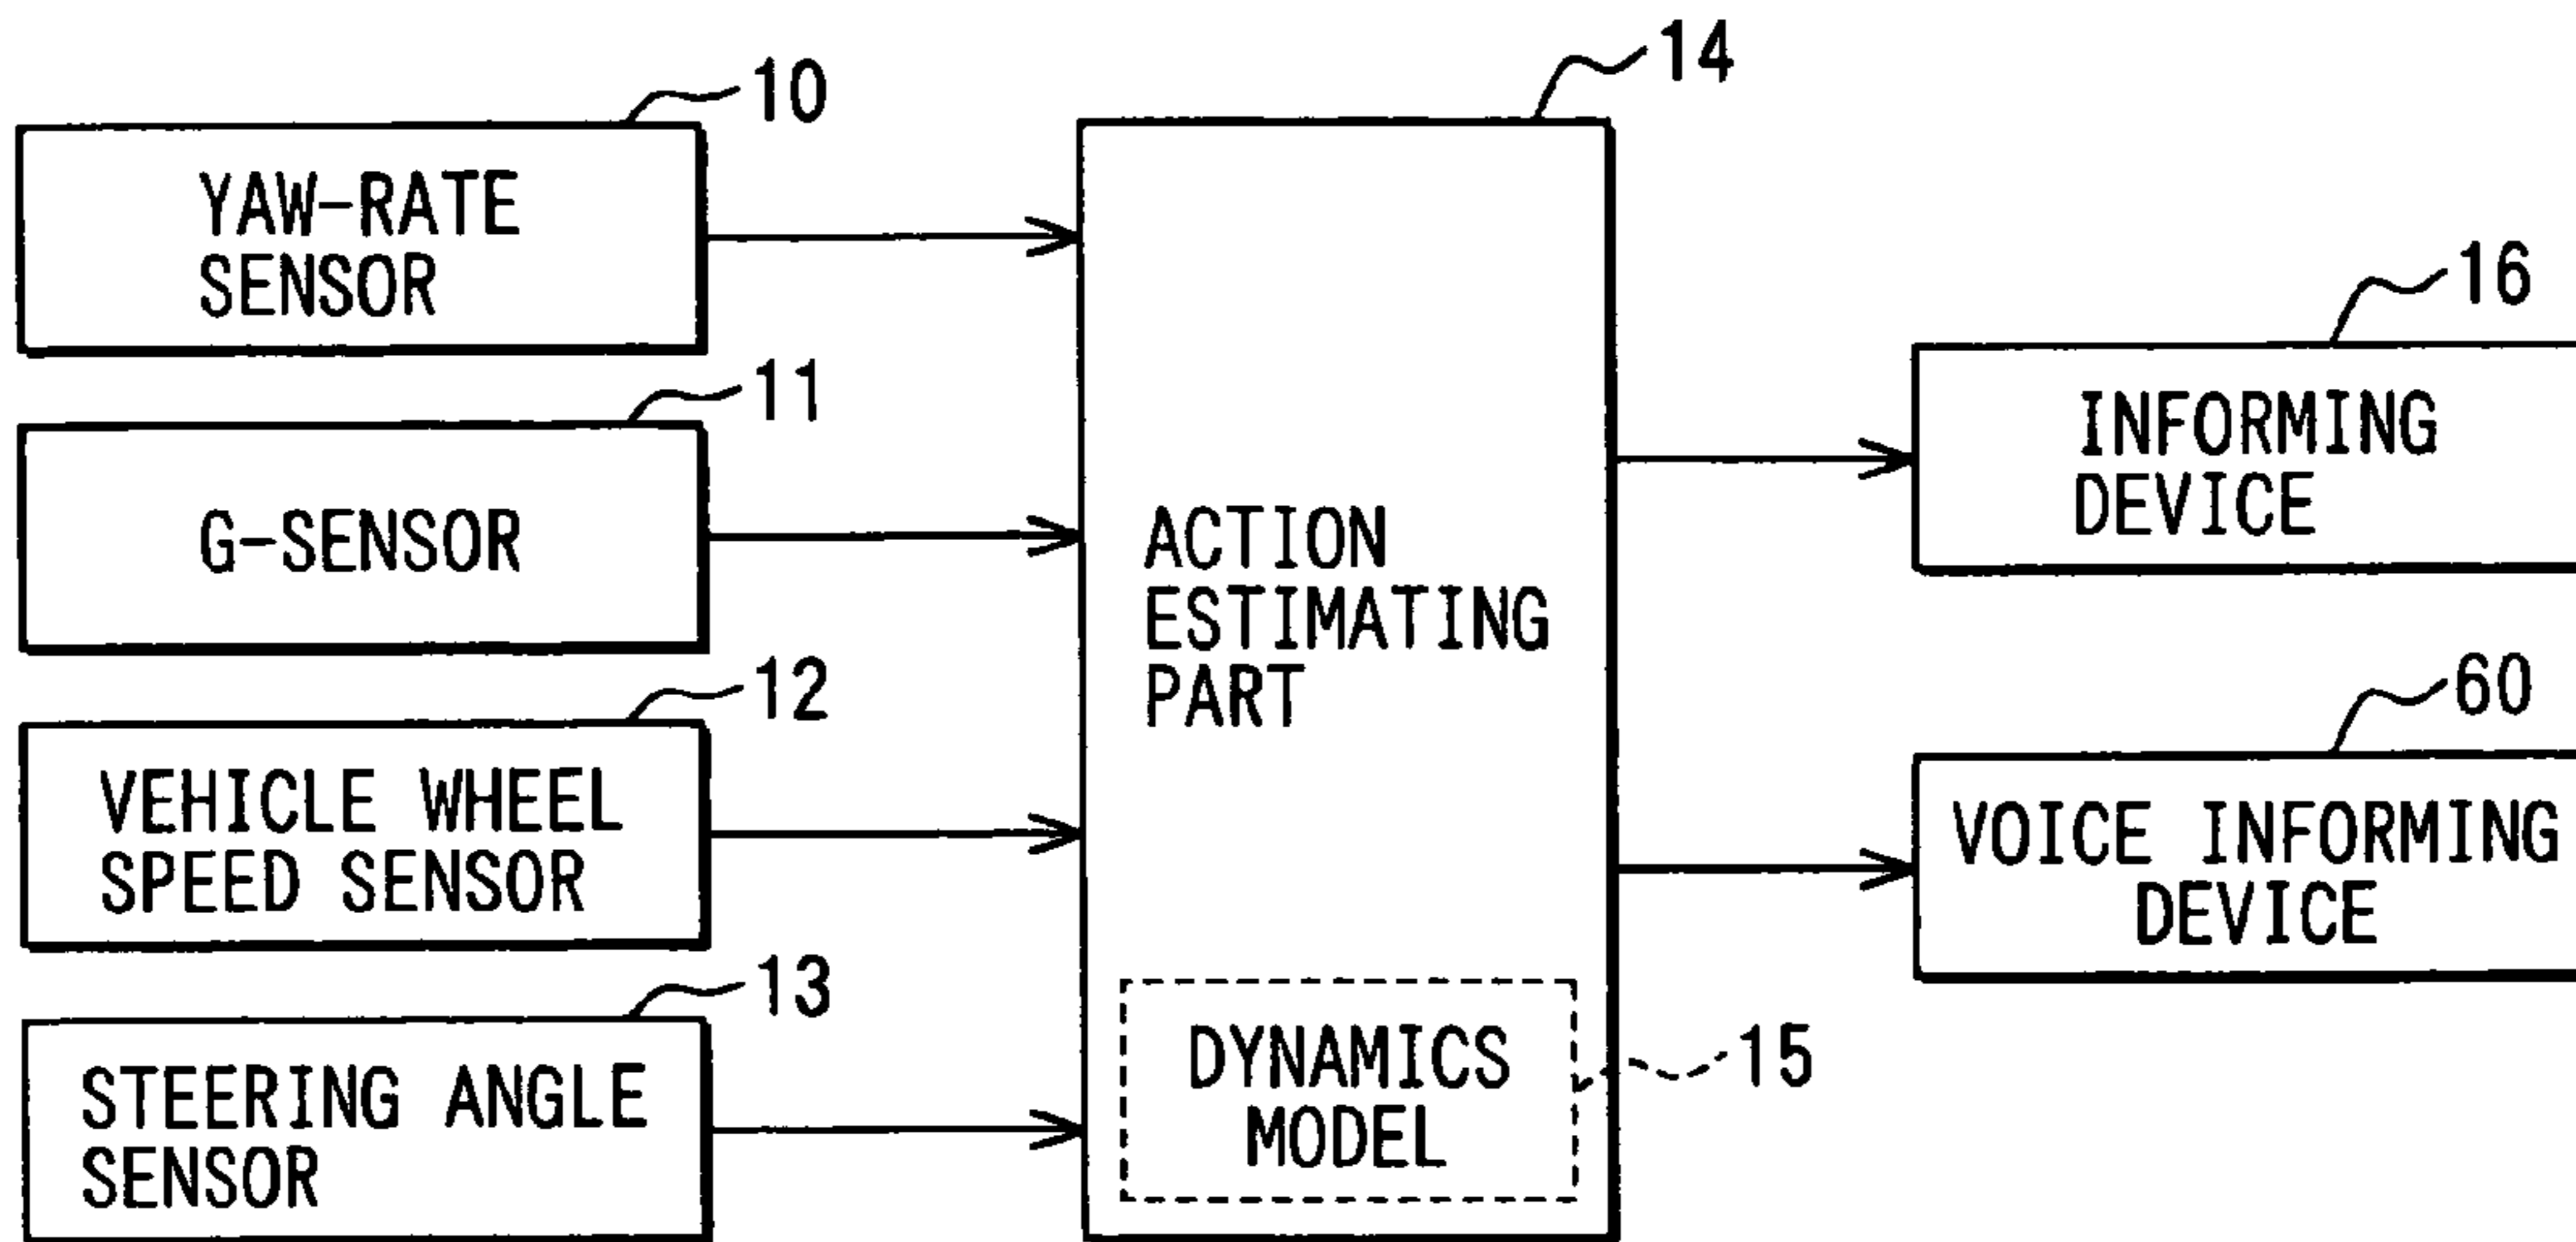 10
YAW-RATE
SENSOR
11
G-SENSOR
12
VEHICLE WHEEL
SPEED SENSOR
13
STEERING ANGLE
SENSOR
14
ACTION
ESTIMATING
PART
DYNAMICS
MODEL
15
16
INFORMING
DEVICE
60
VOICE INFORMING
DEVICE